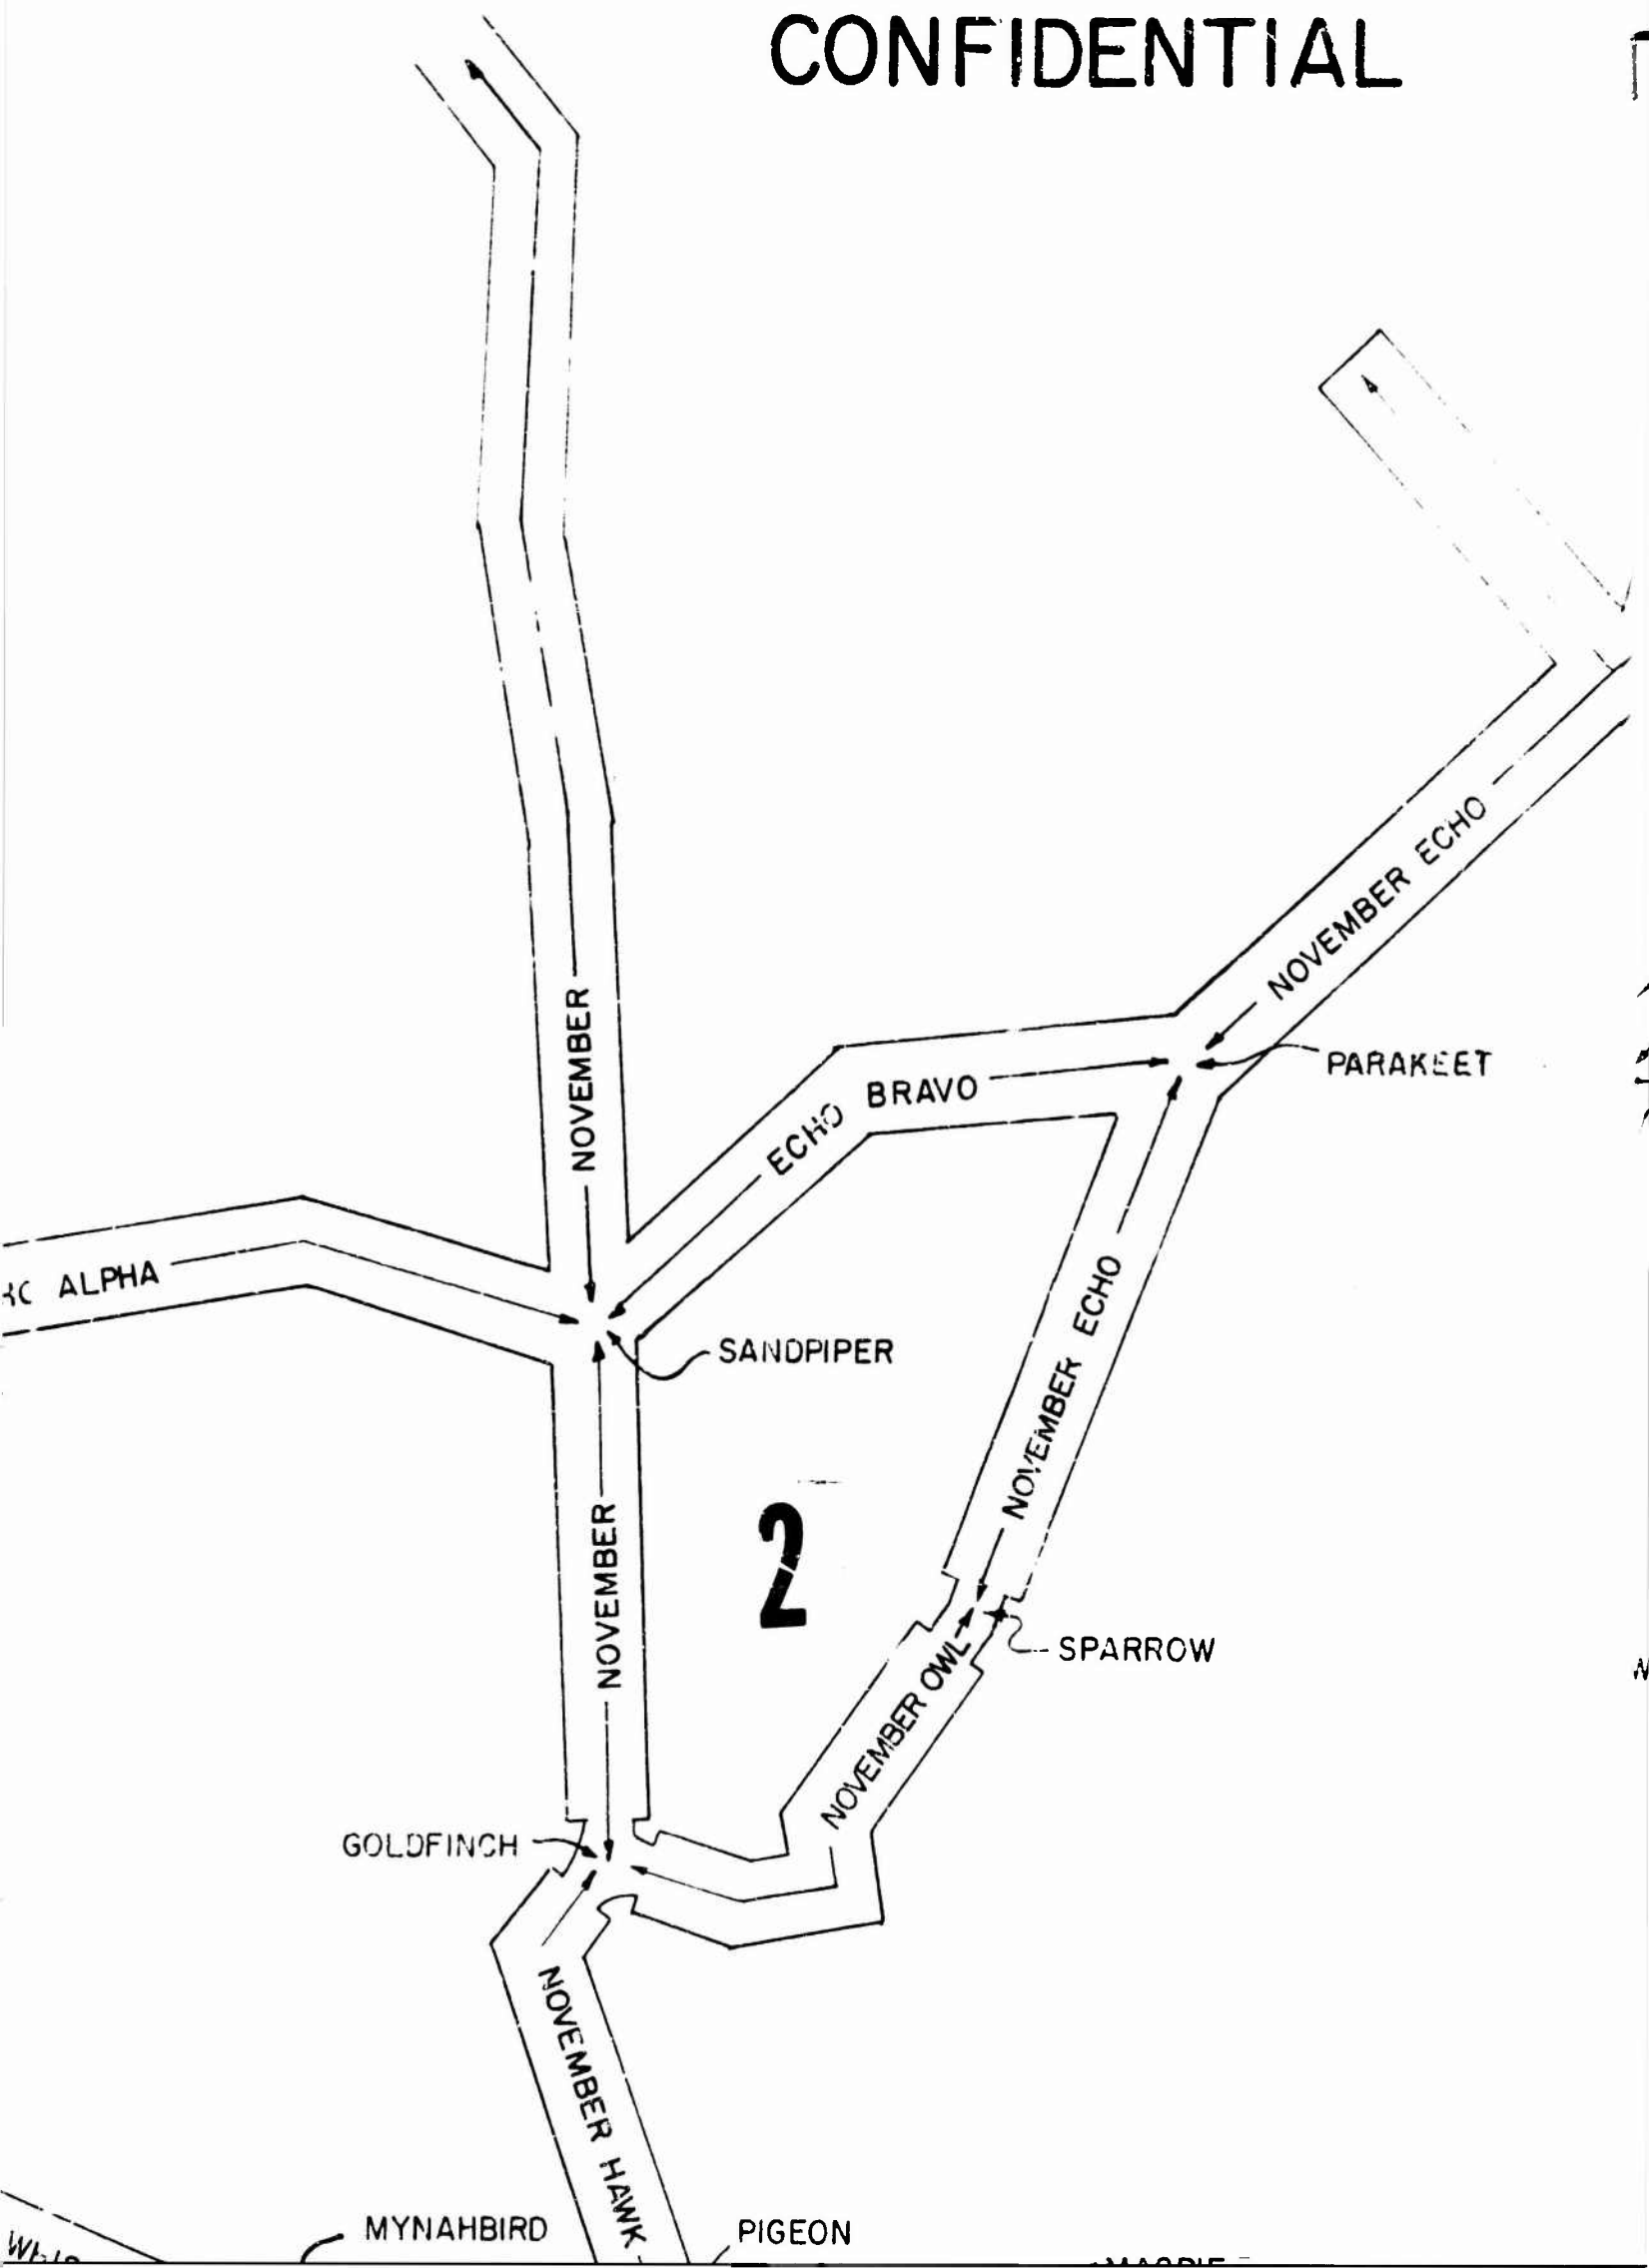 CONFIDENTIAL
NOVEMBER ECHO
NOVEMBER
PARAKEET
ECHO BRAVO
ALPHA
NOVEMBER ECHO
SANDPIPER
2
NOVEMBER
SPARROW
NOVEMBER OWL
GOLDFINCH
NOVEMBER HAWK
MYNAHBIRD
PIGEON